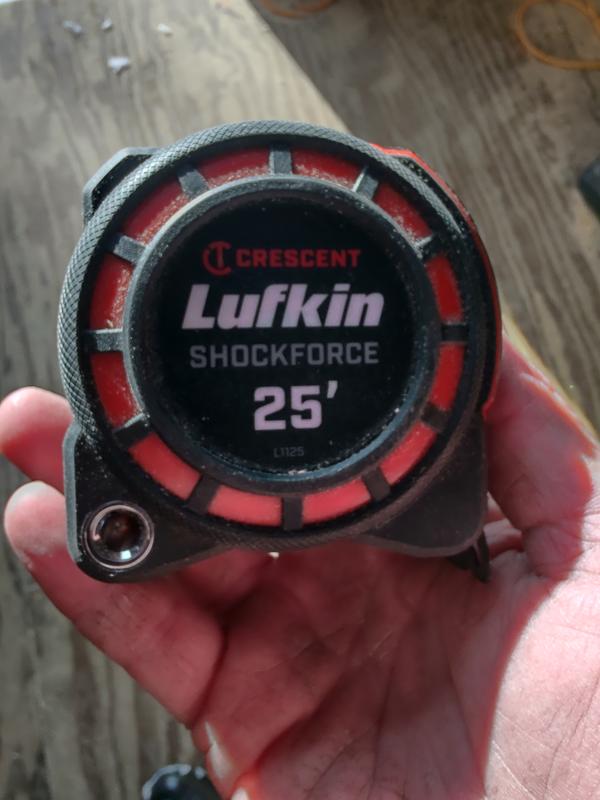 CRESCENT
Lufkin
SHOCKFORCE
25'
L1125